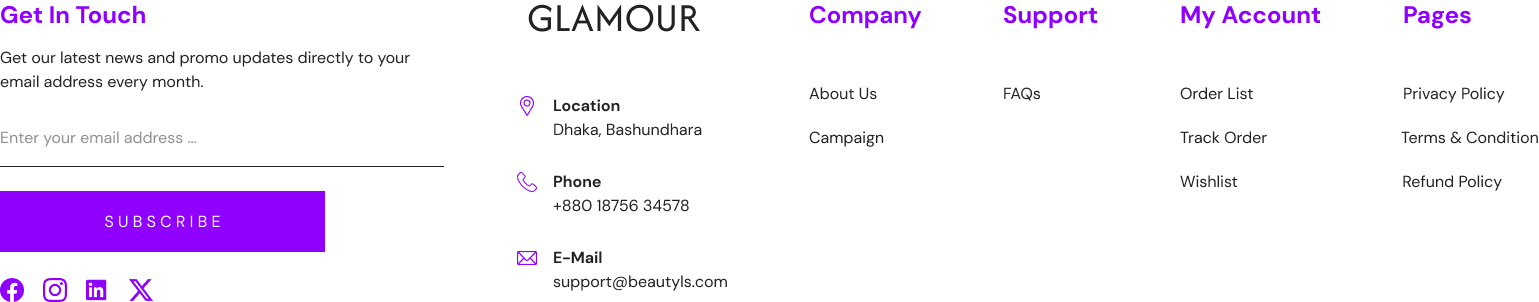 Get In Touch
Get our latest news and promo updates directly to your
email address every month.
Enter your email address ...
SUBSCRIBE
GLAMOUR
Location
Dhaka, Bashundhara
Phone
+880 18756 34578
E-Mail
support@beautyls.com
Company
About Us
Campaign
Support
FAQs
My Account
Order List
Track Order
Wishlist
Pages
Privacy Policy
Terms & Condition
Refund Policy